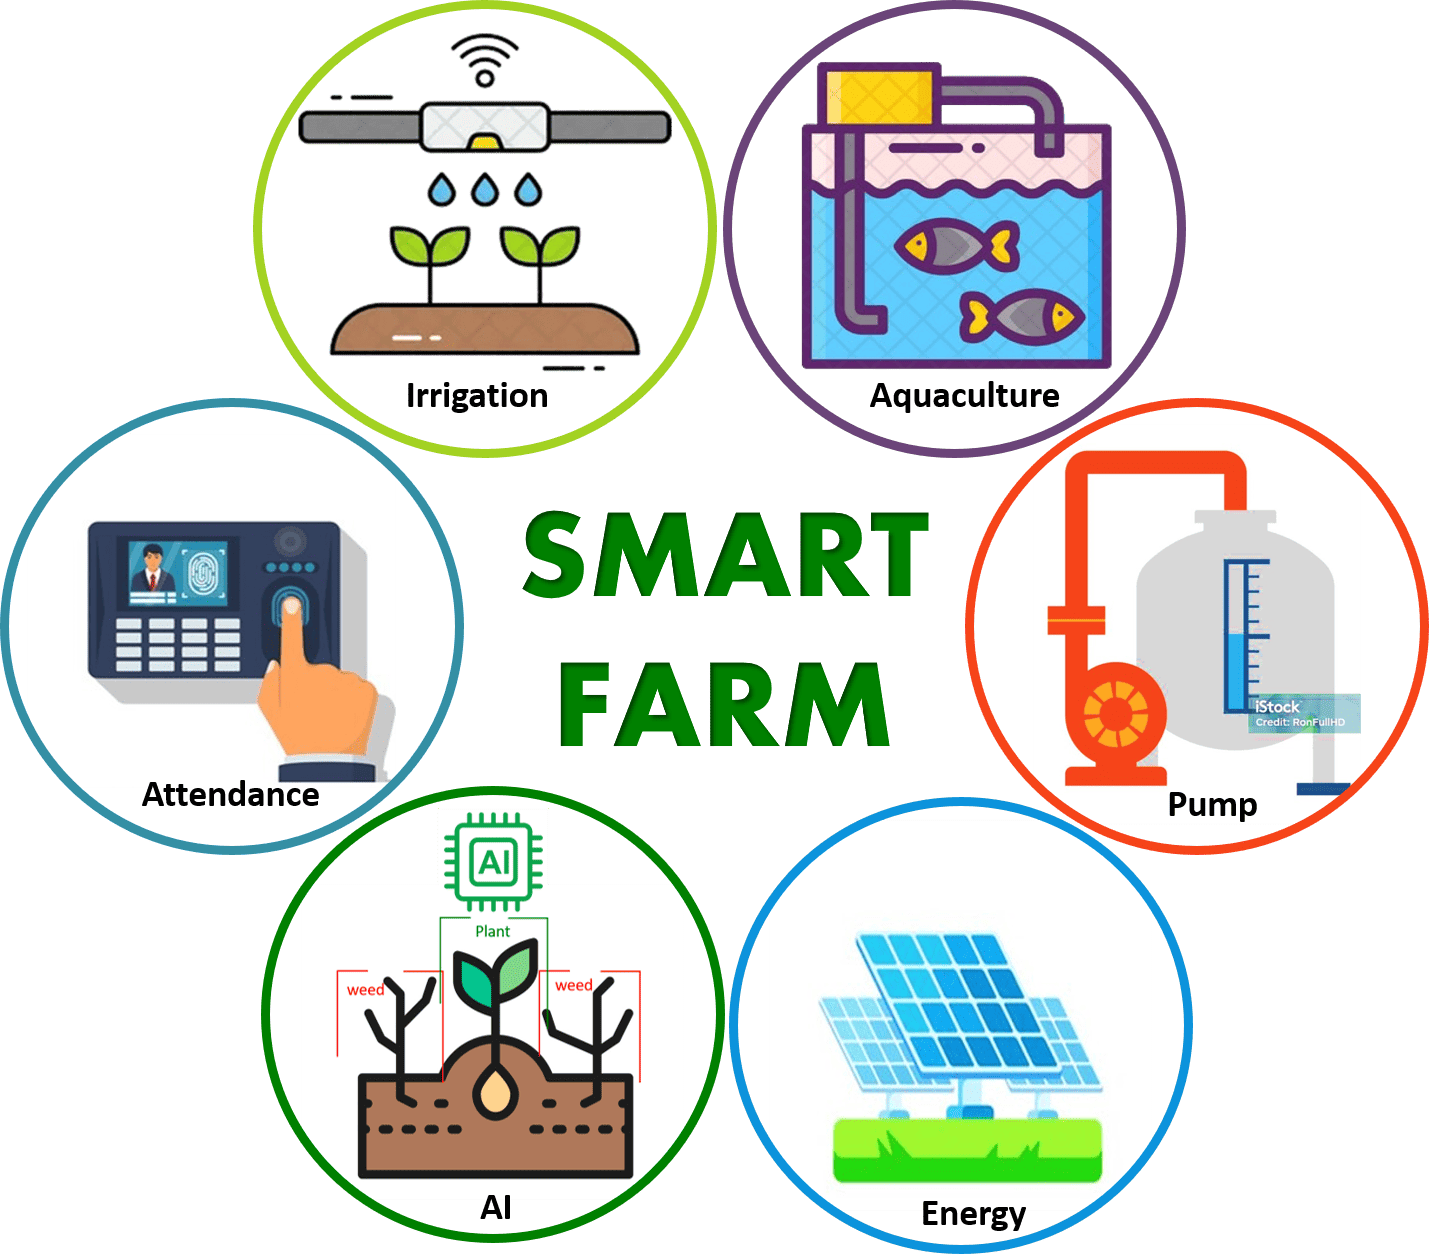 Irrigation
Aquaculture
SMART
FARM
Attendance
iStock
Credit: RonFullHD
Pump
AI
Plant
weed
weed
AI
Energy